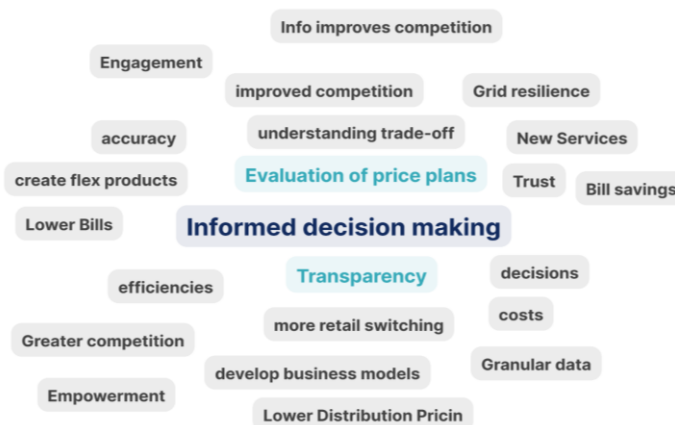 Info improves competition
Engagement
improved competition
Grid resilience
accuracy
understanding trade-off
New Services
create flex products
Evaluation of price plans
Trust
Bill savings
Lower Bills
Informed decision making
efficiencies
Transparency
decisions
costs
more retail switching
Greater competition
develop business models
Granular data
Empowerment
Lower Distribution Pricin